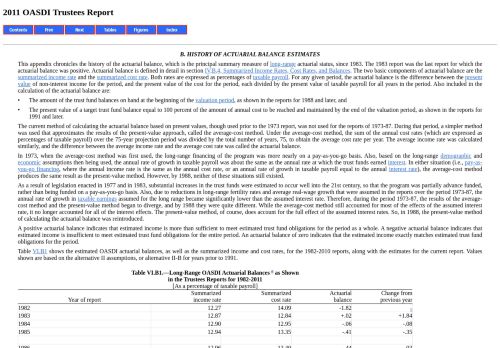 2011 OASDI Trustees Report
Contents Prev Next Tables Figures Index
B. HISTORY OF ACTUARIAL BALANCE ESTIMATES
This appendix chronicles the history of the actuarial balance, which is the principal summary measure of long-range actuarial status, since 1983. The 1983 report was the last report for which the
actuarial balance was positive. Actuarial balance is defined in detail in section IV.B.4, Summarized Income Rates, Cost Rates, and Balances. The two basic components of actuarial balance are the
summarized income rate and the summarized cost rate. Both rates are expressed as percentages of taxable payroll. For any given period, the actuarial balance is the difference between the present
value of non-interest income for the period, and the present value of the cost for the period, each divided by the present value of taxable payroll for all years in the period. Also included in the
calculation of the actuarial balance are:
• The amount of the trust funds on hand at the beginning of the valuation period, as shown in the reports for 1988 and later, and
• The present value of a target trust fund balance equal to 100 percent of the amount of annual cost to be reached and maintained by the end of the valuation period, as shown in the reports for
1991 and later.
The current method of calculating the actuarial balance based on present values, though used prior to the 1973 report, was not used for the reports of 1973-87. During that period, a simpler method
was used that approximates the results of the present-value approach, called the average-cost method. Under the average-cost method, the sum of the annual cost rates (which are expressed as
percentages of taxable payroll) over the 75-year projection period was divided by the total number of years, 75, to obtain the average cost rate per year. The average income rate was calculated
similarly, and the difference between the average income rate and the average cost rate was called the actuarial balance.
In 1973, when the average-cost method was first used, the long-range financing of the program was more nearly on a pay-as-you-go basis. Also, based on the long-range demographic and
economic assumptions then being used, the annual rate of growth in taxable payroll was about the same as the annual rate at which the trust funds earned interest. In either situation (i.e., pay-as-
you-go financing, where the annual income rate is the same as the annual cost rate, or an annual rate of growth in taxable payroll equal to the annual interest rate), the average-cost method
produces the same result as the present-value method. However, by 1988, neither of these situations still existed.
As a result of legislation enacted in 1977 and in 1983, substantial increases in the trust funds were estimated to occur well into the 21st century, so that the program was partially advance funded,
rather than being funded on a pay-as-you-go basis. Also, due to reductions in long-range fertility rates and average real-wage growth that were assumed in the reports over the period 1973-87, the
annual rate of growth in taxable earnings assumed for the long range became significantly lower than the assumed interest rate. Therefore, during the period 1973-87, the results of the average-
cost method and the present-value method began to diverge, and by 1988 they were quite different. While the average-cost method still accounted for most of the effects of the assumed interest
rate, it no longer accounted for all of the interest effects. The present-value method, of course, does account for the full effect of the assumed interest rates. So, in 1988, the present-value method
of calculating the actuarial balance was reintroduced.
A positive actuarial balance indicates that estimated income is more than sufficient to meet estimated trust fund obligations for the period as a whole. A negative actuarial balance indicates that
estimated income is insufficient to meet estimated trust fund obligations for the entire period. An actuarial balance of zero indicates that the estimated income exactly matches estimated trust fund
obligations for the period.
Table VI.B1 shows the estimated OASDI actuarial balances, as well as the summarized income and cost rates, for the 1982-2010 reports, along with the estimates for the current report. Values
shown are based on the intermediate II assumptions, or alternative II-B for years prior to 1991.
Table VI.B1.—Long-Range OASDI Actuarial Balances as Shown
in the Trustees Reports for 1982-2011
[As a percentage of taxable payroll]
Year of report Summarized income rate Summarized cost rate Actuarial balance Change from previous year
1982 12.27 14.09 -1.82
1983 12.87 12.84 +.02 +1.84
1984 12.90 12.95 -.06 -.08
1985 12.94 13.35 -.41 -.35